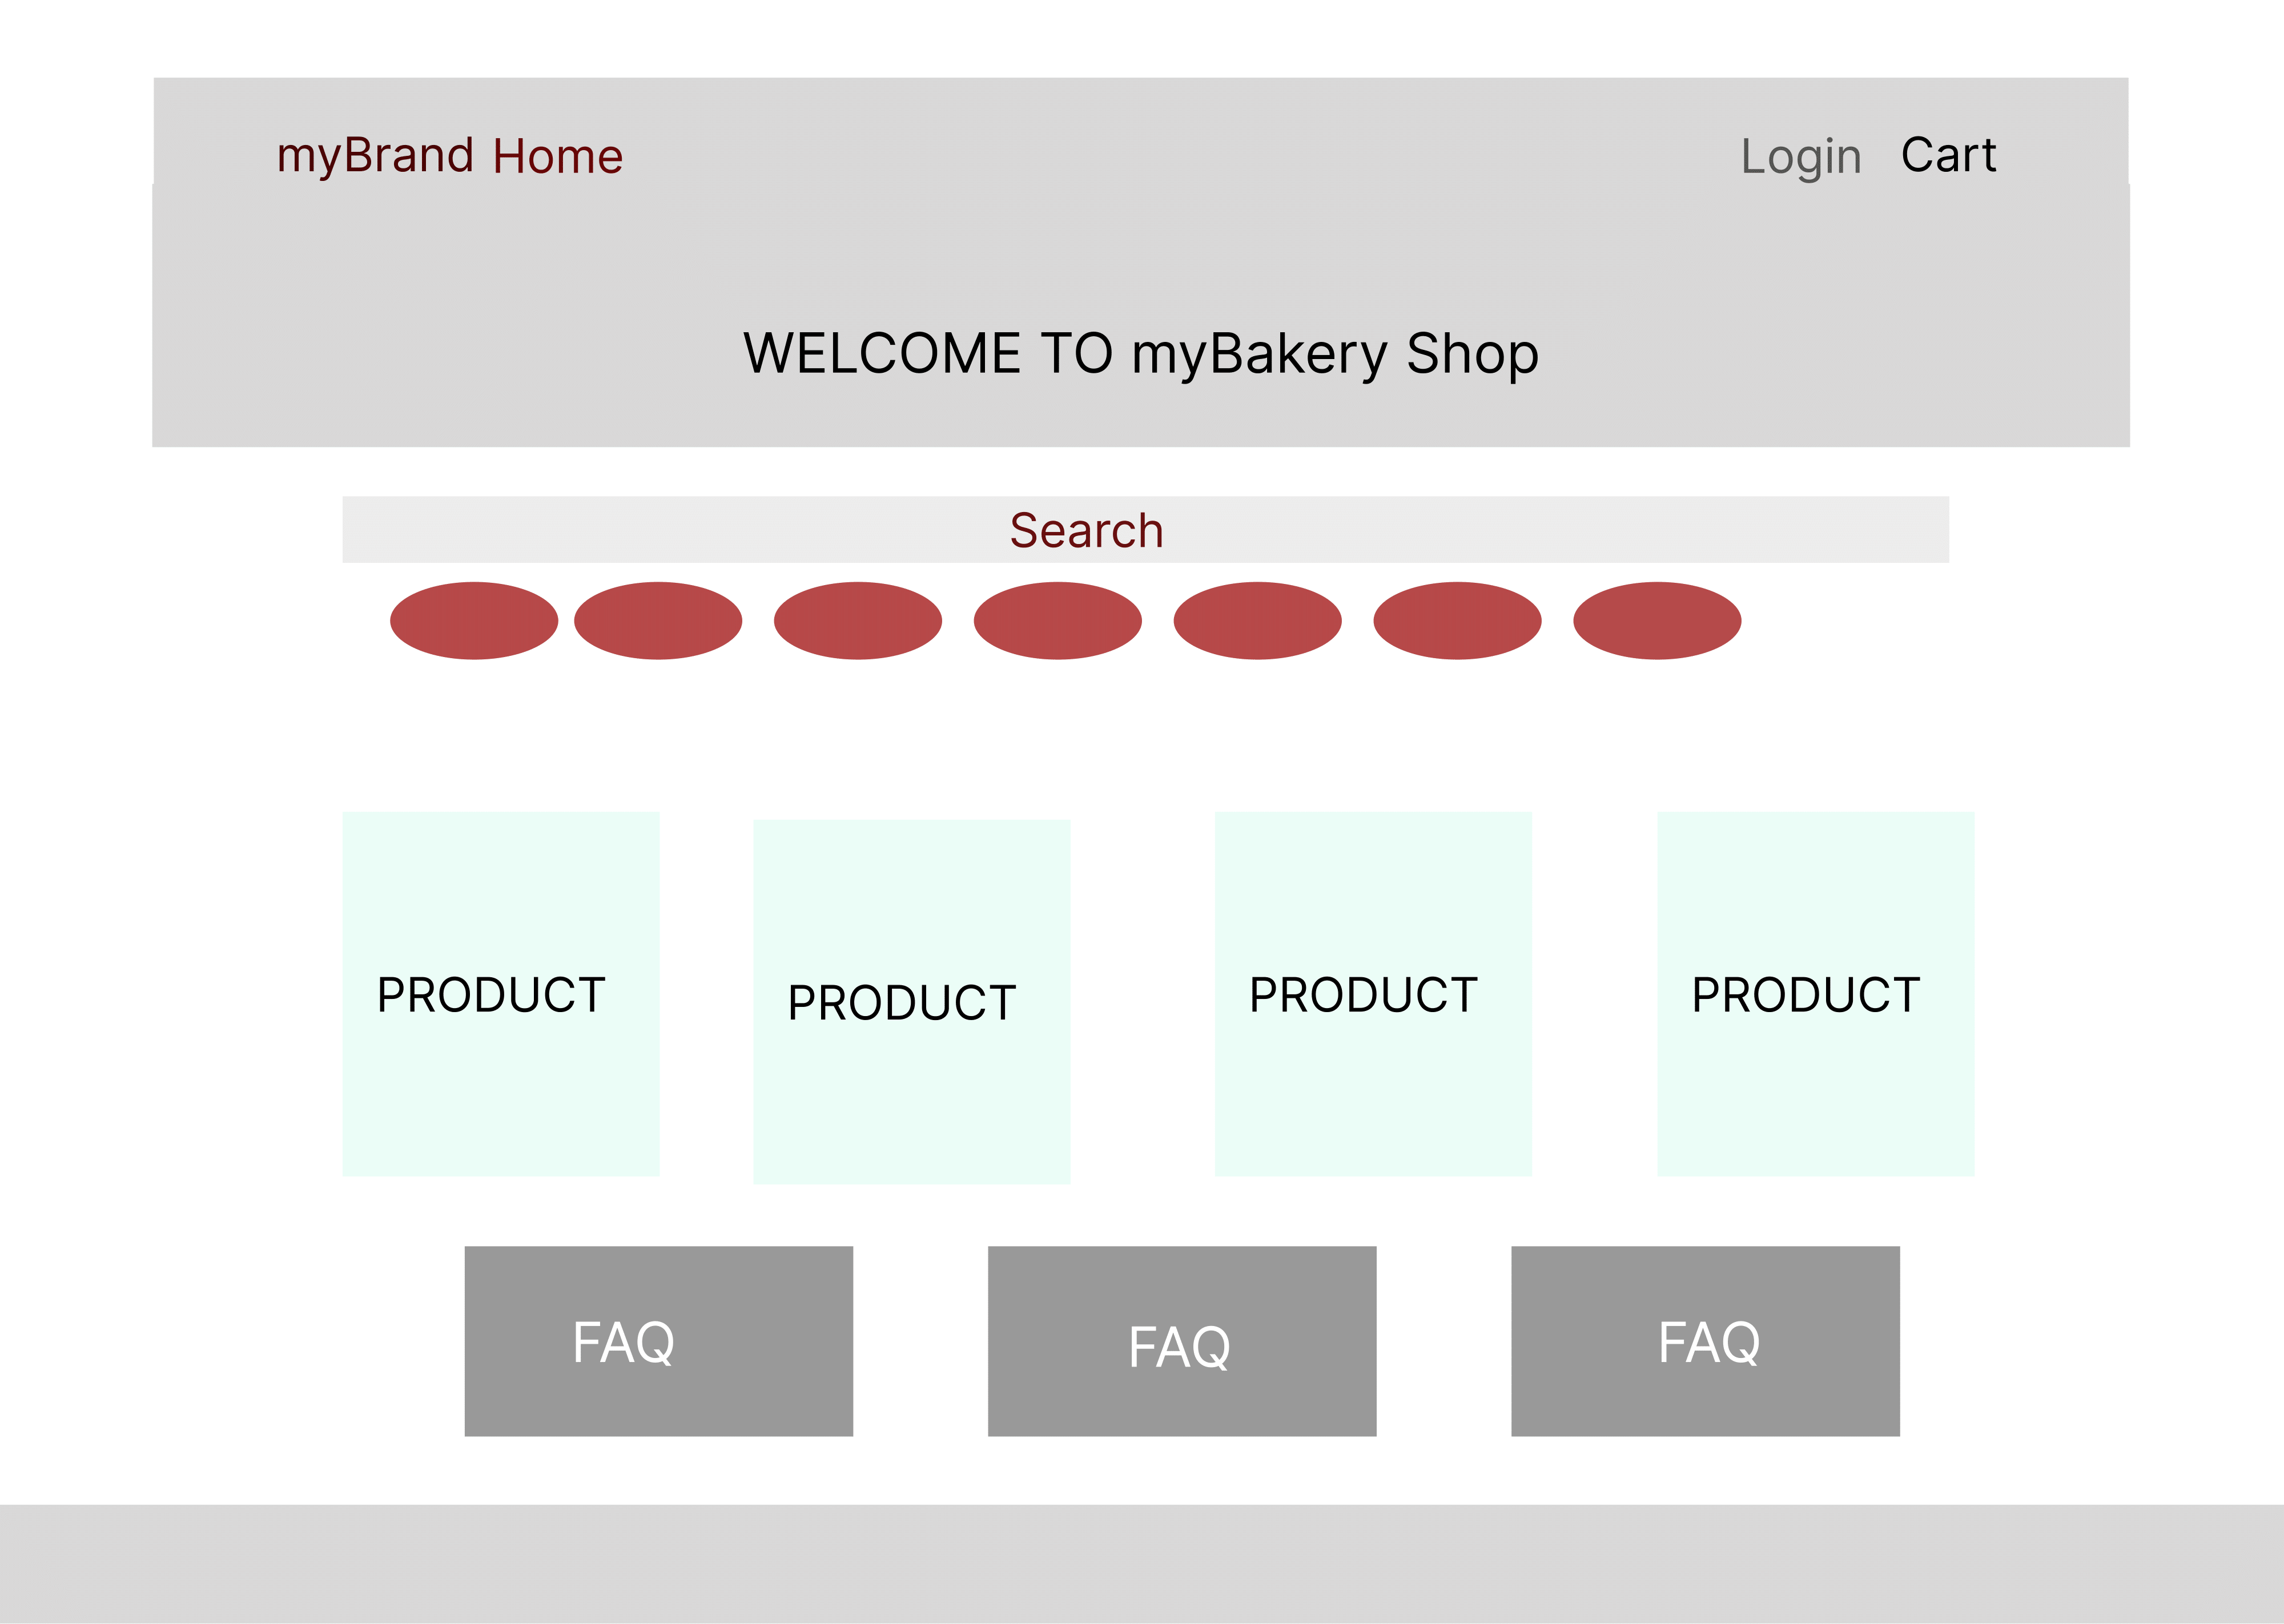 myBrand Home Login Cart
WELCOME TO myBakery Shop
Search
PRODUCT PRODUCT PRODUCT PRODUCT
FAQ FAQ FAQ